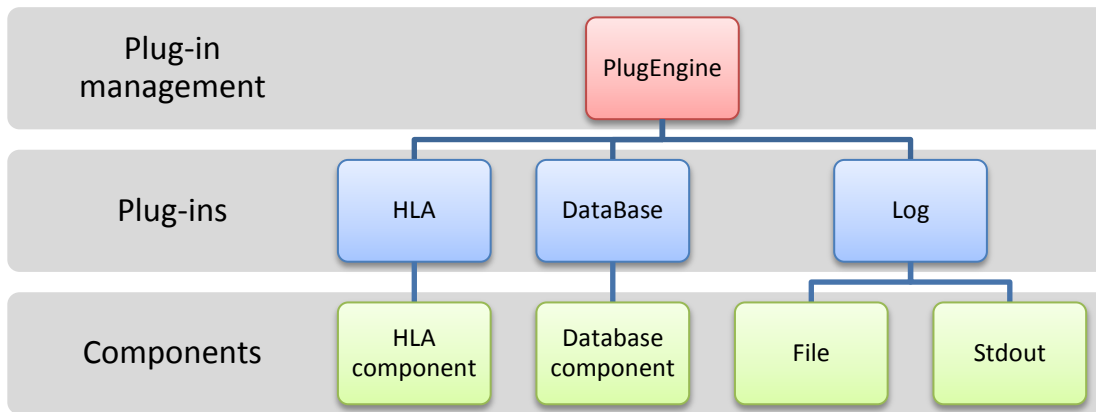 Plug-in
management
PlugEngine
Plug-ins
HLA
DataBase
Log
Components
HLA
component
Database
component
File
Stdout